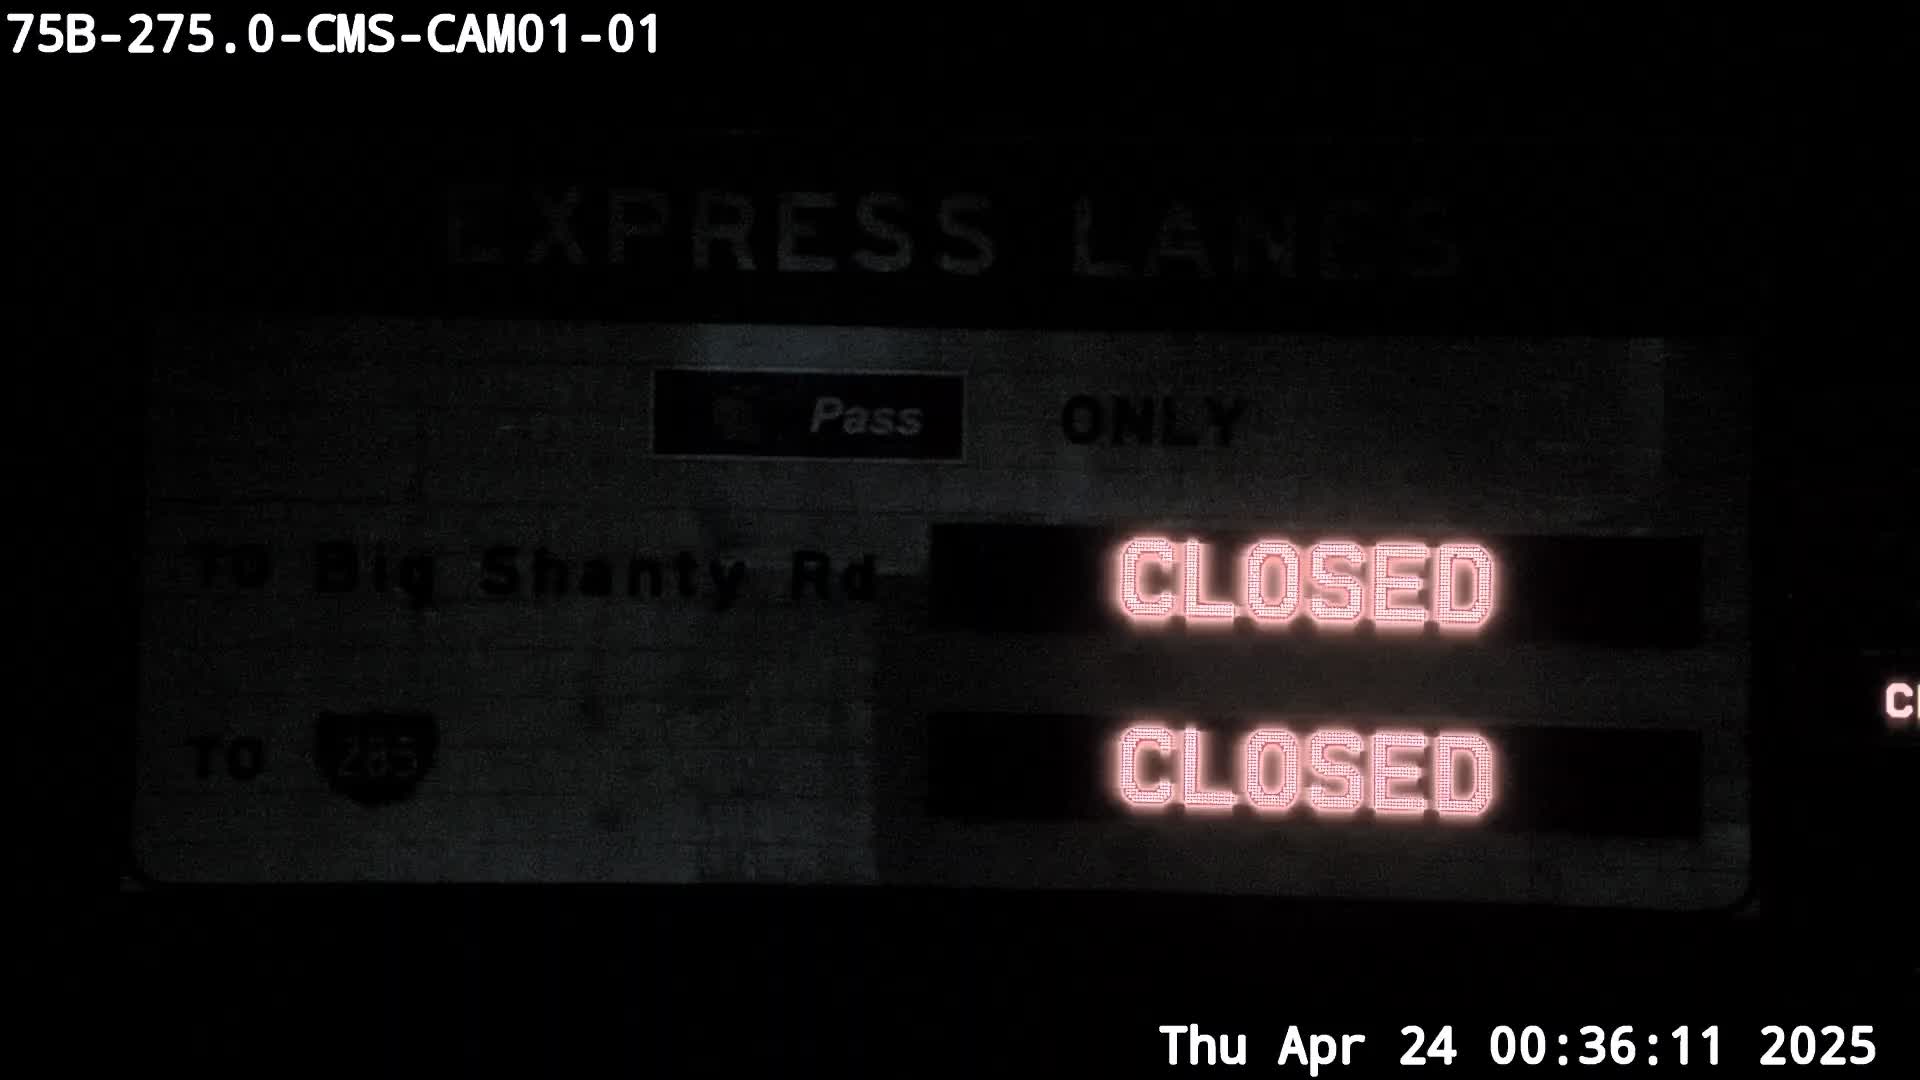 75B-275.0-CMS-CAM01-01
EXPRESS LANES
Pass ONLY
TO Big Shanty Rd CLOSED
TO 285 CLOSED
Thu Apr 24 00:36:11 2025